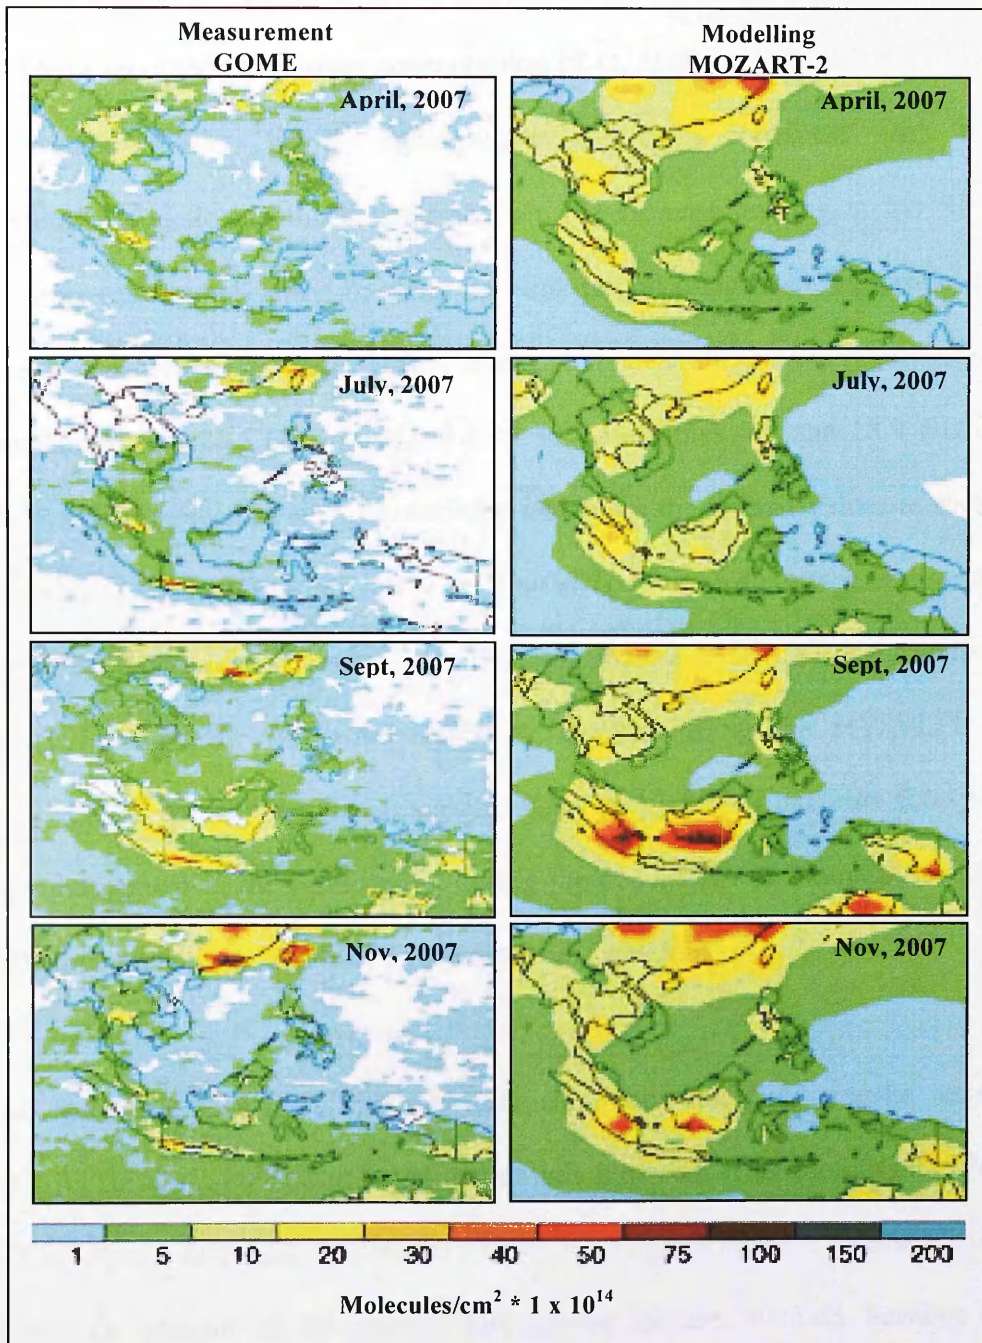 Measurement
GOME
Modelling
MOZART-2
April, 2007
April, 2007
July, 2007
July, 2007
Sept, 2007
Sept, 2007
Nov, 2007
Nov, 2007
1 5 10 20 30 40 50 75 100 150 200
Molecules/cm² * 1 x 10¹⁴